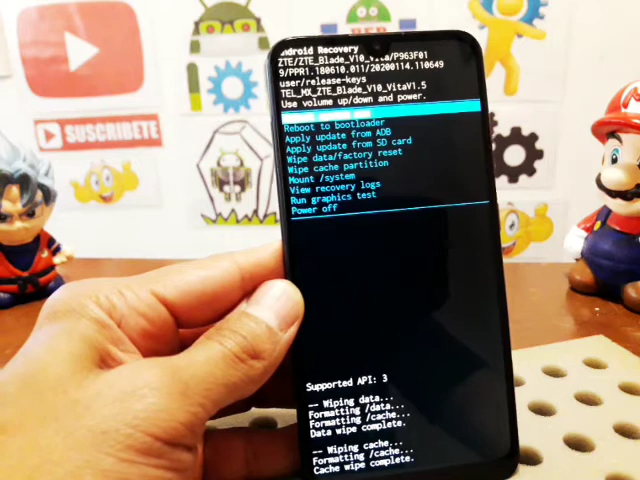 SUSCRIBETE
Android Recovery
ZTE/ZTE_Blade_V10_Vita/P963F01
9/PPR1.180610.011/20200114.110649
user/release-keys
TEL_MX_ZTE_Blade_V10_VitaV1.5
Use volume up/down and power.
Reboot to bootloader
Apply update from ADB
Apply update from SD card
Wipe data/factory reset
Wipe cache partition
Mount /system
View recovery logs
Run graphics test
Power off
Supported API: 3
-- Wiping data...
Formatting /data...
Formatting /cache...
Data wipe complete.
-- Wiping cache...
Formatting /cache...
Cache wipe complete.